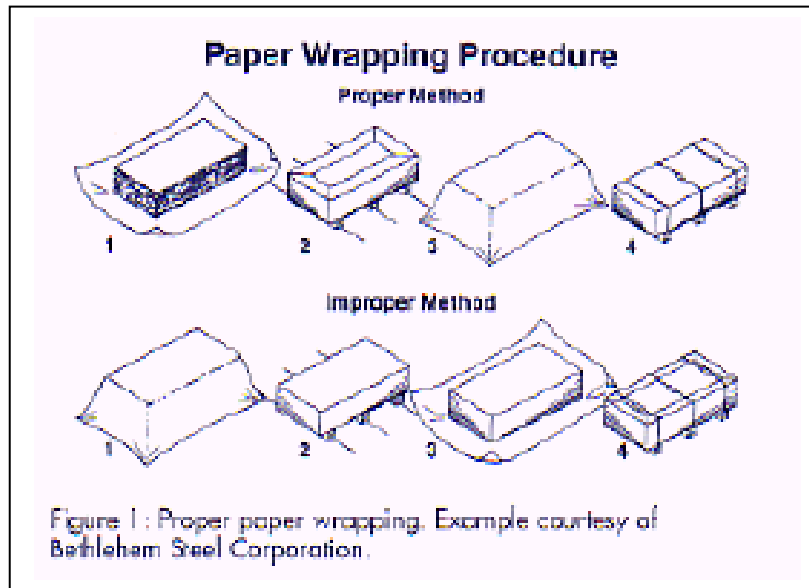 Paper Wrapping Procedure
Proper Method
1 2 3 4
Improper Method
1 2 3 4
Figure 1: Proper paper wrapping. Example courtesy of
Bethlehem Steel Corporation.